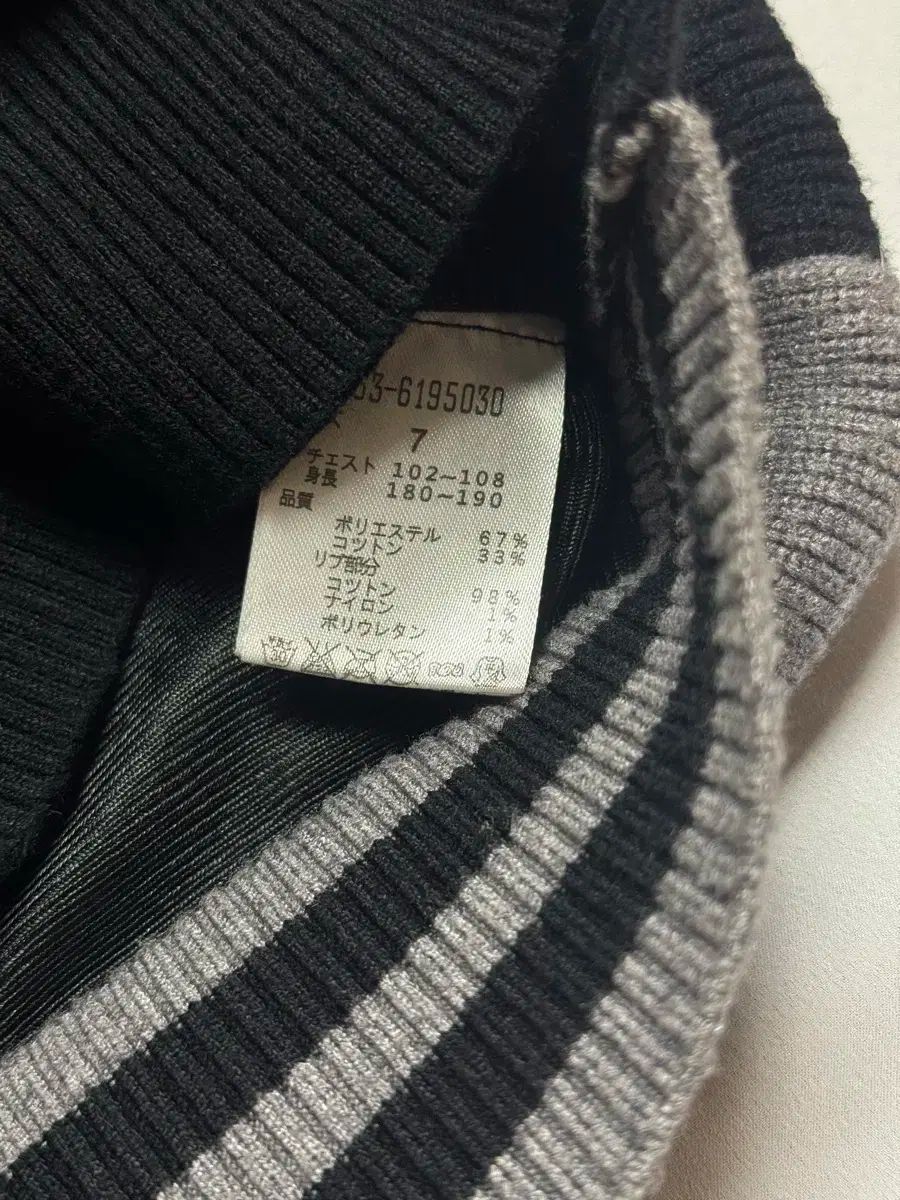 53-6195030
7
チェスト 102~108
身長 180~190
品質
ポリエステル 67%
コットン 33%
リブ部分
コットン 98%
ナイロン 1%
ポリウレタン 1%